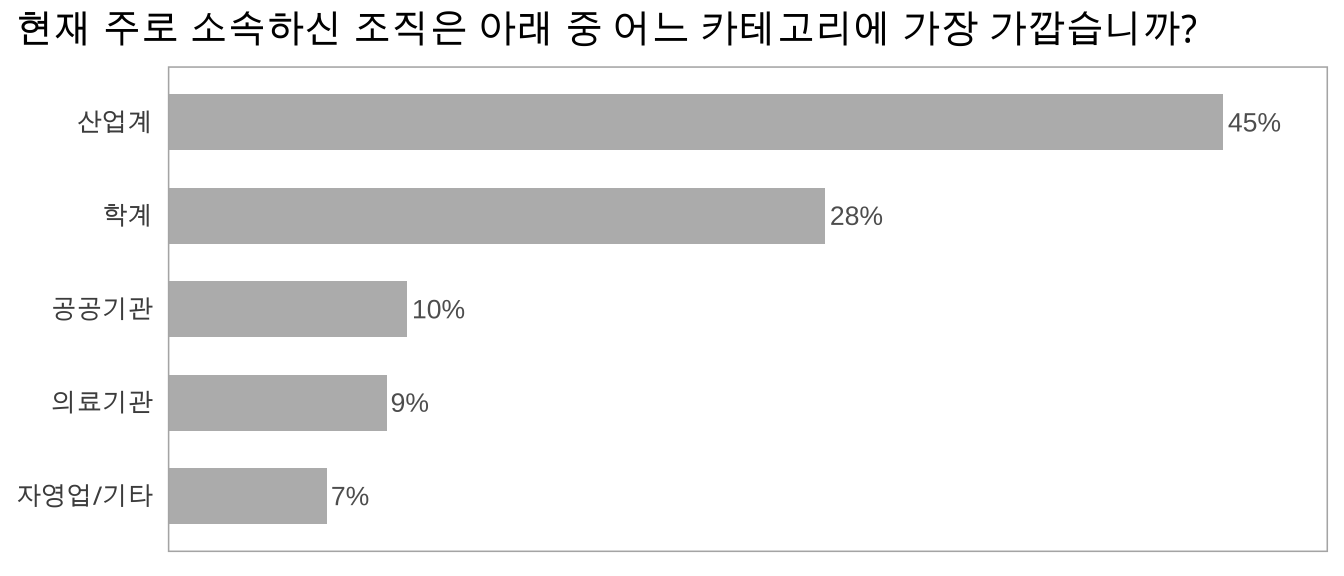 현재 주로 소속하신 조직은 아래 중 어느 카테고리에 가장 가깝습니까?
산업계 45%
학계 28%
공공기관 10%
의료기관 9%
자영업/기타 7%